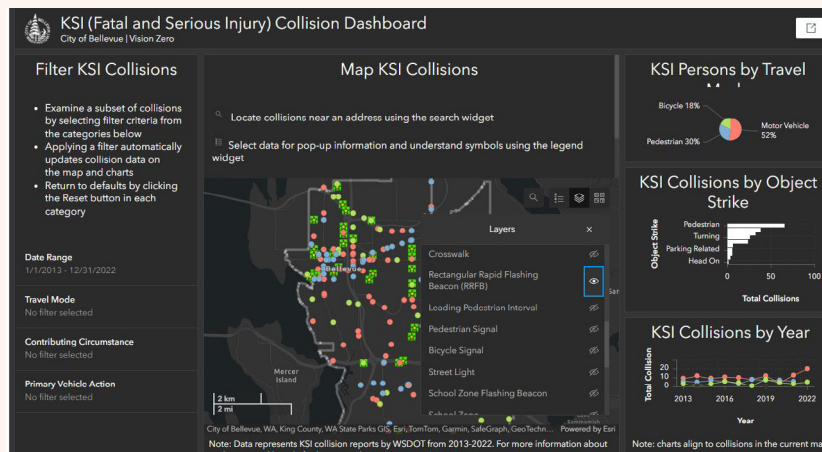 KSI (Fatal and Serious Injury) Collision Dashboard
City of Bellevue | Vision Zero
Filter KSI Collisions
• Examine a subset of collisions
by selecting filter criteria from
the categories below
• Applying a filter automatically
updates collision data on
the map and charts
• Return to defaults by clicking
the Reset button in each
category
Date Range
1/1/2013 - 12/31/2022
Travel Mode
No filter selected
Contributing Circumstance
No filter selected
Primary Vehicle Action
No filter selected
Map KSI Collisions
Locate collisions near an address using the search widget
Select data for pop-up information and understand symbols using the legend
widget
Bellevue
Mercer
Island
2 km
2 mi
Layers
Crosswalk
Rectangular Rapid Flashing
Beacon (RRFB)
Leading Pedestrian Interval
Pedestrian Signal
Bicycle Signal
Street Light
School Zone Flashing Beacon
School Zone
Sammamish
City of Bellevue, WA, King County, WA State Parks GIS, Esri, TomTom, Garmin, SafeGraph, GeoTechn... Powered by Esri
Note: Data represents KSI collision reports by WSDOT from 2013-2022. For more information about
KSI Persons by Travel
Bicycle 18%
Motor Vehicle
52%
Pedestrian 30%
KSI Collisions by Object
Strike
Object Strike
Pedestrian
Turning
Parking Related
Head On
0 50 100
Total Collisions
KSI Collisions by Year
Total Collision
20
10
0
2013 2016 2019 2022
Year
Note: charts align to collisions in the current ma